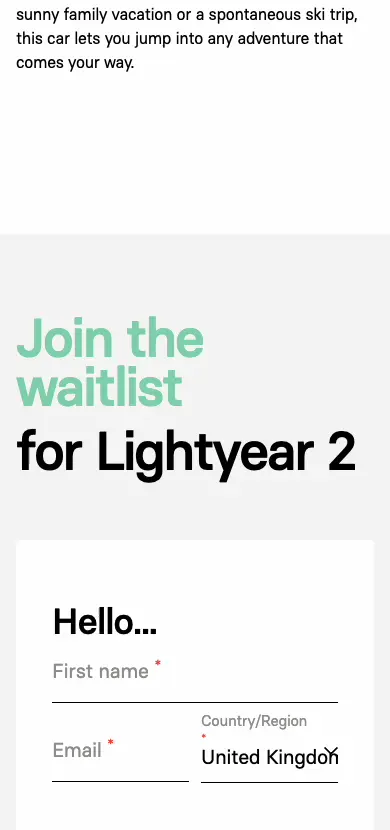 sunny family vacation or a spontaneous ski trip,
this car lets you jump into any adventure that
comes your way.
Join the
waitlist
for Lightyear 2
Hello...
First name *
Country/Region
*
Email *
United Kingdom